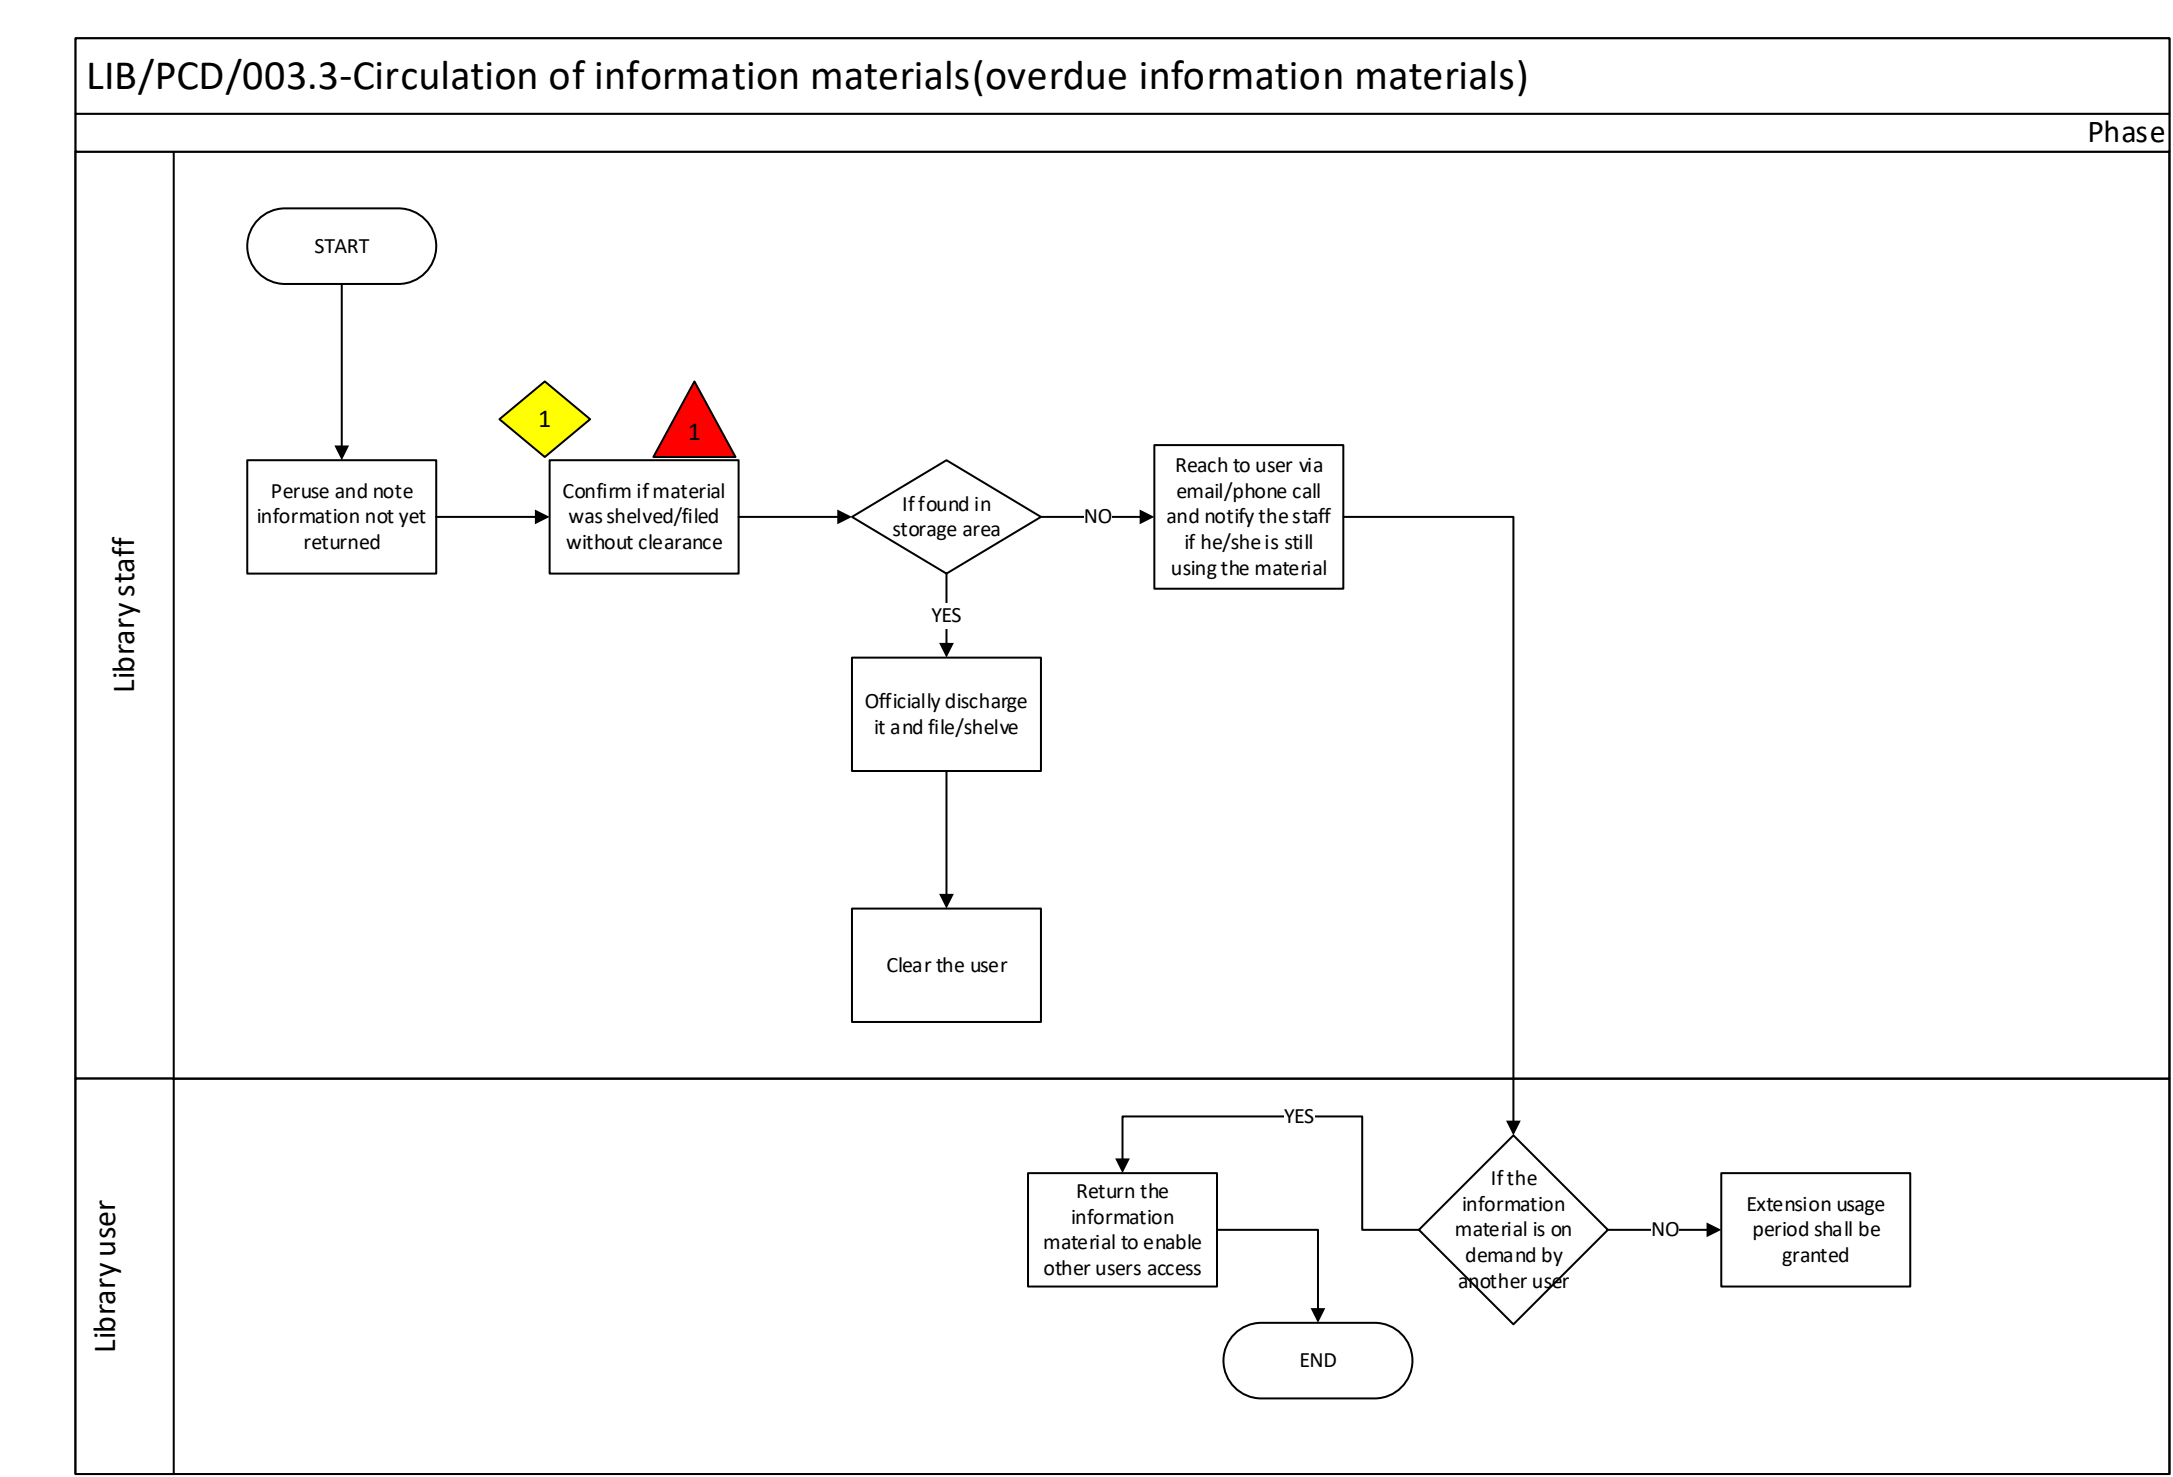 LIB/PCD/003.3-Circulation of information materials(overdue information materials)
Phase
Library staff
START
1
1
Peruse and note
information not yet
returned
Confirm if material
was shelved/filed
without clearance
If found in
storage area
NO
Reach to user via
email/phone call
and notify the staff
if he/she is still
using the material
YES
Officially discharge
it and file/shelve
Clear the user
Library user
YES
Return the
information
material to enable
other users access
If the
information
material is on
demand by
another user
NO
Extension usage
period shall be
granted
END